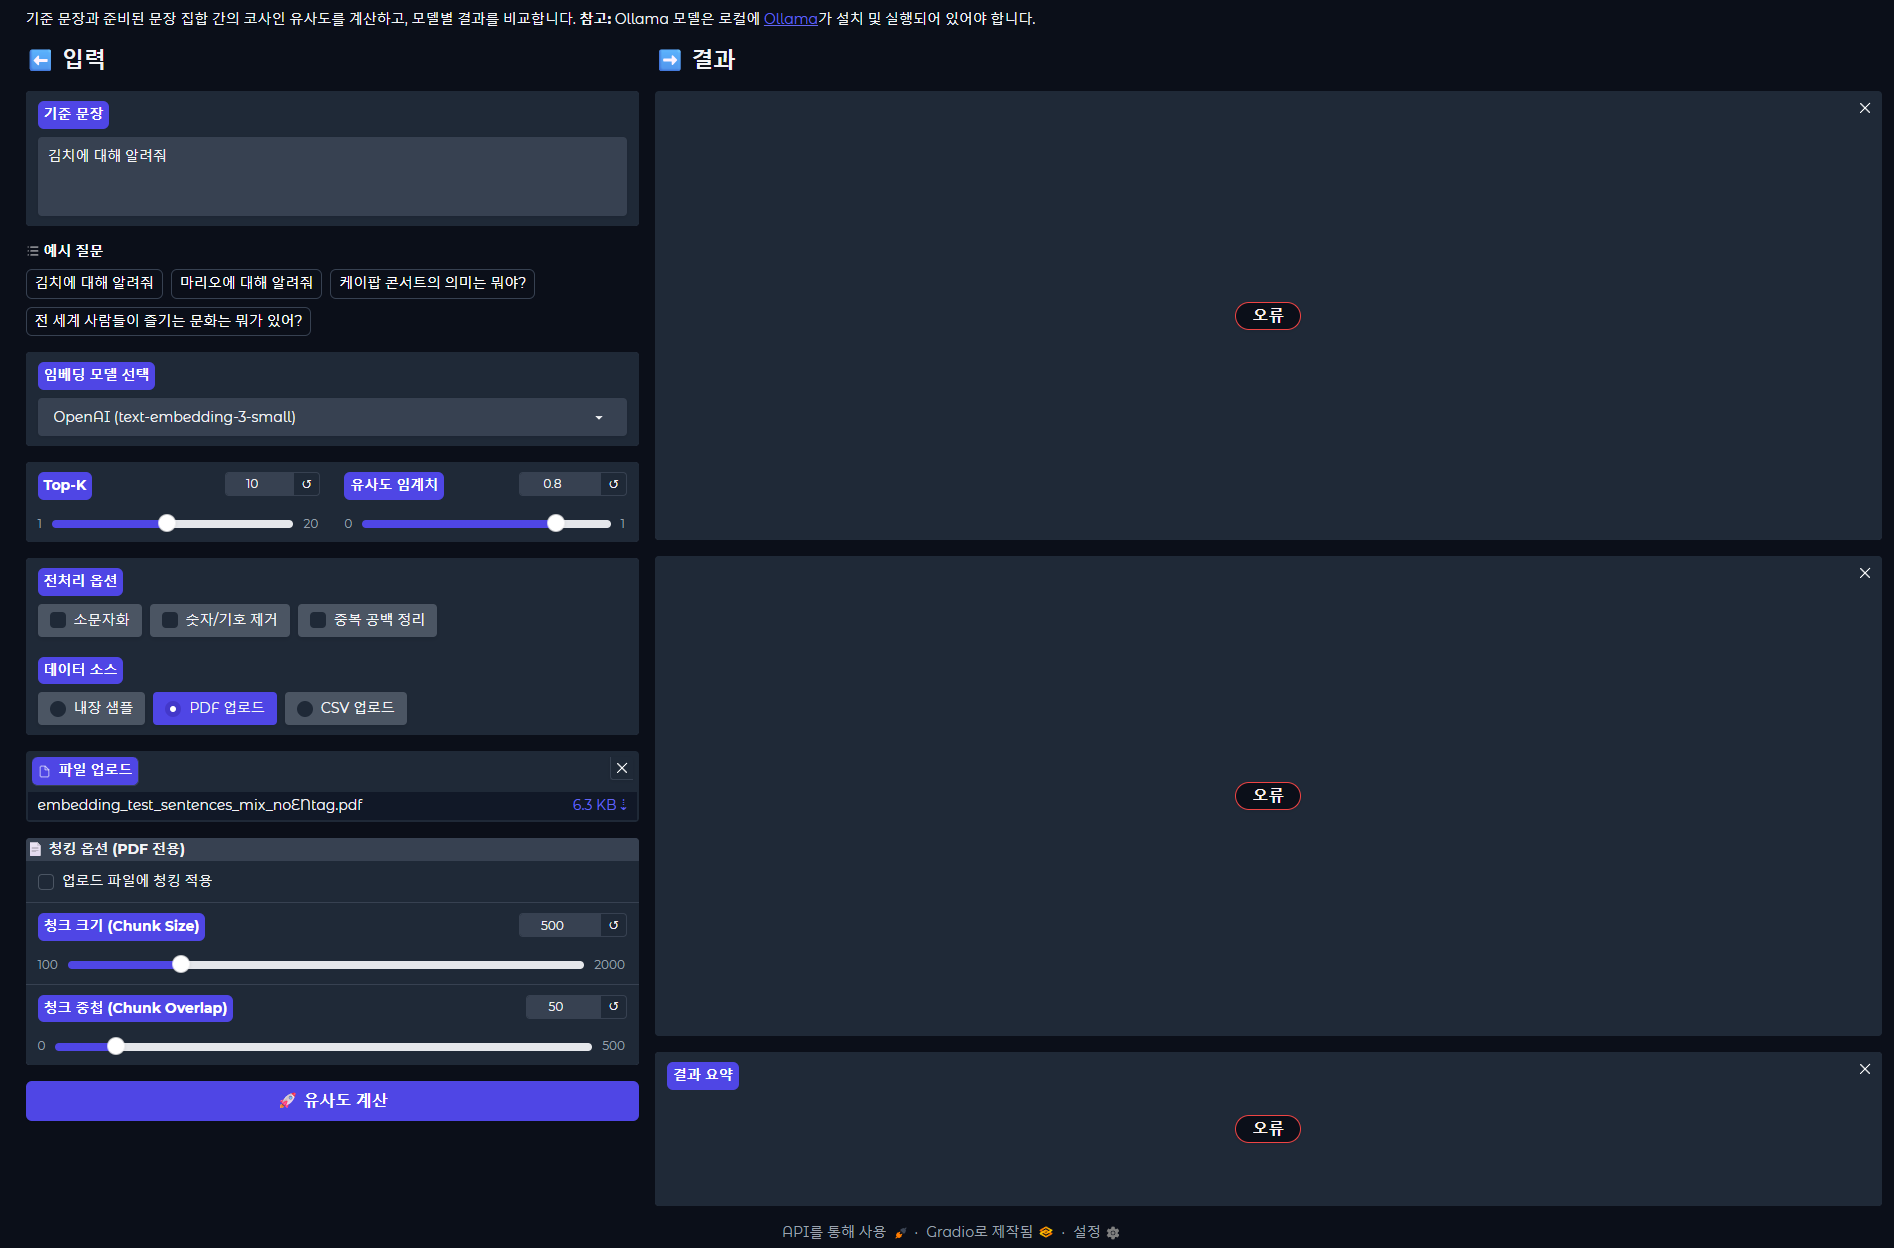 기준 문장과 준비된 문장 집합 간의 코사인 유사도를 계산하고, 모델별 결과를 비교합니다. 참고: Ollama 모델은 로컬에 Ollama가 설치 및 실행되어 있어야 합니다.
입력
기준 문장
김치에 대해 알려줘
예시 질문
김치에 대해 알려줘 마리오에 대해 알려줘 케이팝 콘서트의 의미는 뭐야?
전 세계 사람들이 즐기는 문화는 뭐가 있어?
임베딩 모델 선택
OpenAI (text-embedding-3-small)
Top-K 10 유사도 임계치 0.8
1 20 0 1
전처리 옵션
소문자화 숫자/기호 제거 중복 공백 정리
데이터 소스
내장 샘플 PDF 업로드 CSV 업로드
파일 업로드
embedding_test_sentences_mix_noENtag.pdf 6.3 KB
청킹 옵션 (PDF 전용)
업로드 파일에 청킹 적용
청크 크기 (Chunk Size) 500
100 2000
청크 중첩 (Chunk Overlap) 50
0 500
유사도 계산
결과
오류
오류
결과 요약
오류
API를 통해 사용 · Gradio로 제작됨 · 설정